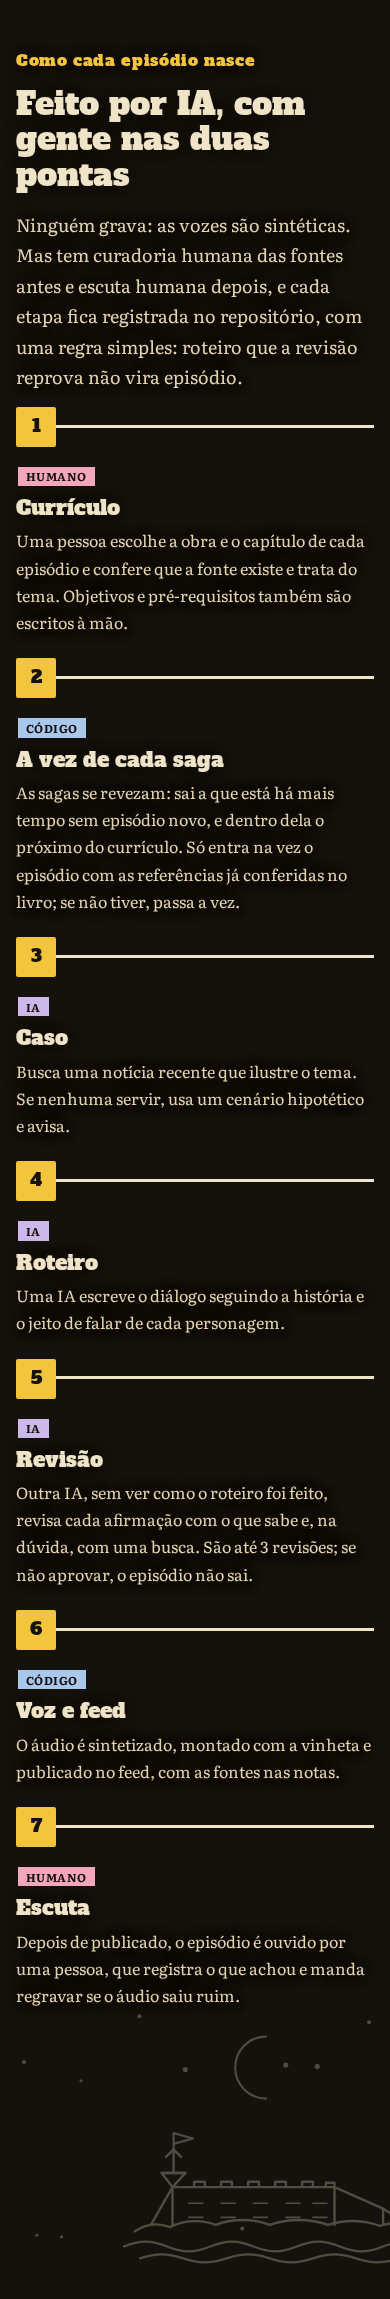 Como cada episódio nasce
Feito por IA, com
gente nas duas
pontas
Ninguém grava: as vozes são sintéticas.
Mas tem curadoria humana das fontes
antes e escuta humana depois, e cada
etapa fica registrada no repositório, com
uma regra simples: roteiro que a revisão
reprova não vira episódio.
1
HUMANO
Currículo
Uma pessoa escolhe a obra e o capítulo de cada
episódio e confere que a fonte existe e trata do
tema. Objetivos e pré-requisitos também são
escritos à mão.
2
CÓDIGO
A vez de cada saga
As sagas se revezam: sai a que está há mais
tempo sem episódio novo, e dentro dela o
próximo do currículo. Só entra na vez o
episódio com as referências já conferidas no
livro; se não tiver, passa a vez.
3
IA
Caso
Busca uma notícia recente que ilustre o tema.
Se nenhuma servir, usa um cenário hipotético
e avisa.
4
IA
Roteiro
Uma IA escreve o diálogo seguindo a história e
o jeito de falar de cada personagem.
5
IA
Revisão
Outra IA, sem ver como o roteiro foi feito,
revisa cada afirmação com o que sabe e, na
dúvida, com uma busca. São até 3 revisões; se
não aprovar, o episódio não sai.
6
CÓDIGO
Voz e feed
O áudio é sintetizado, montado com a vinheta e
publicado no feed, com as fontes nas notas.
7
HUMANO
Escuta
Depois de publicado, o episódio é ouvido por
uma pessoa, que registra o que achou e manda
regravar se o áudio saiu ruim.